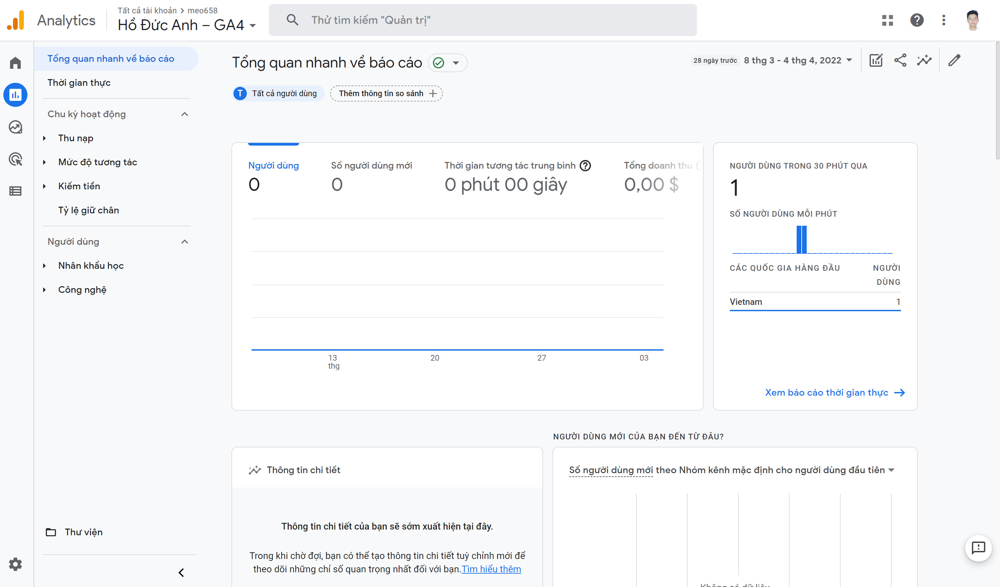 Analytics
Tất cả tài khoản > meo658
Hồ Đức Anh – GA4
Thử tìm kiếm "Quản trị"
Tổng quan nhanh về báo cáo
Thời gian thực
Chu kỳ hoạt động
Thu nạp
Mức độ tương tác
Kiếm tiền
Tỷ lệ giữ chân
Người dùng
Nhân khẩu học
Công nghệ
Thư viện
Tổng quan nhanh về báo cáo
28 ngày trước 8 thg 3 - 4 thg 4, 2022
T Tất cả người dùng
Thêm thông tin so sánh
Người dùng
0
Số người dùng mới
0
Thời gian tương tác trung bình
0 phút 00 giây
Tổng doanh thu
0,00 $
13
thg
20
27
03
NGƯỜI DÙNG TRONG 30 PHÚT QUA
1
SỐ NGƯỜI DÙNG MỖI PHÚT
CÁC QUỐC GIA HÀNG ĐẦU
NGƯỜI
DÙNG
Vietnam 1
Xem báo cáo thời gian thực
Thông tin chi tiết
Thông tin chi tiết của bạn sẽ sớm xuất hiện tại đây.
Trong khi chờ đợi, bạn có thể tạo thông tin chi tiết tuỳ chỉnh mới để
theo dõi những chỉ số quan trọng nhất đối với bạn.Tìm hiểu thêm
NGƯỜI DÙNG MỚI CỦA BẠN ĐẾN TỪ ĐÂU?
Số người dùng mới theo Nhóm kênh mặc định cho người dùng đầu tiên